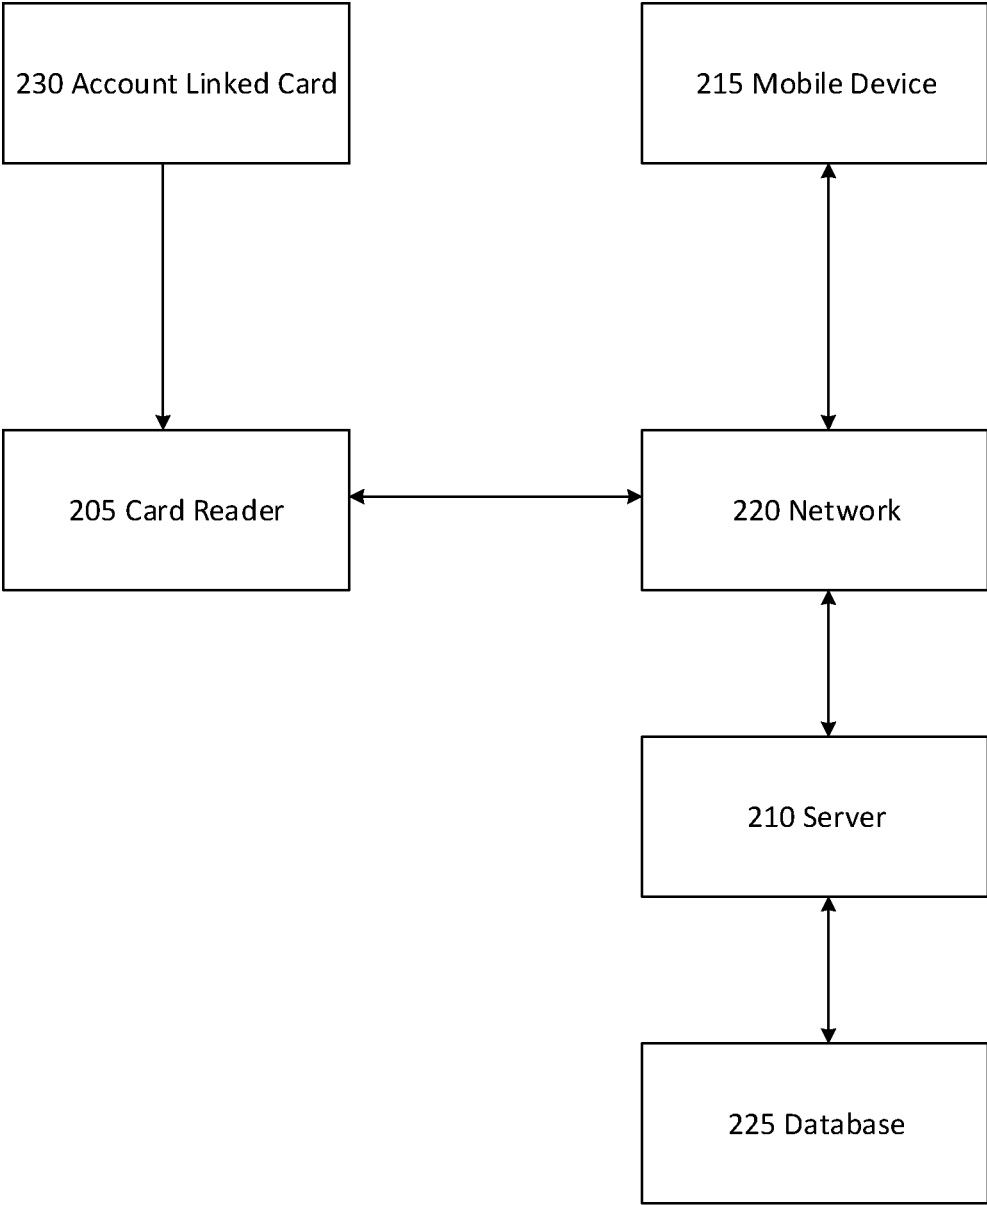 230 Account Linked Card
215 Mobile Device
205 Card Reader
220 Network
210 Server
225 Database